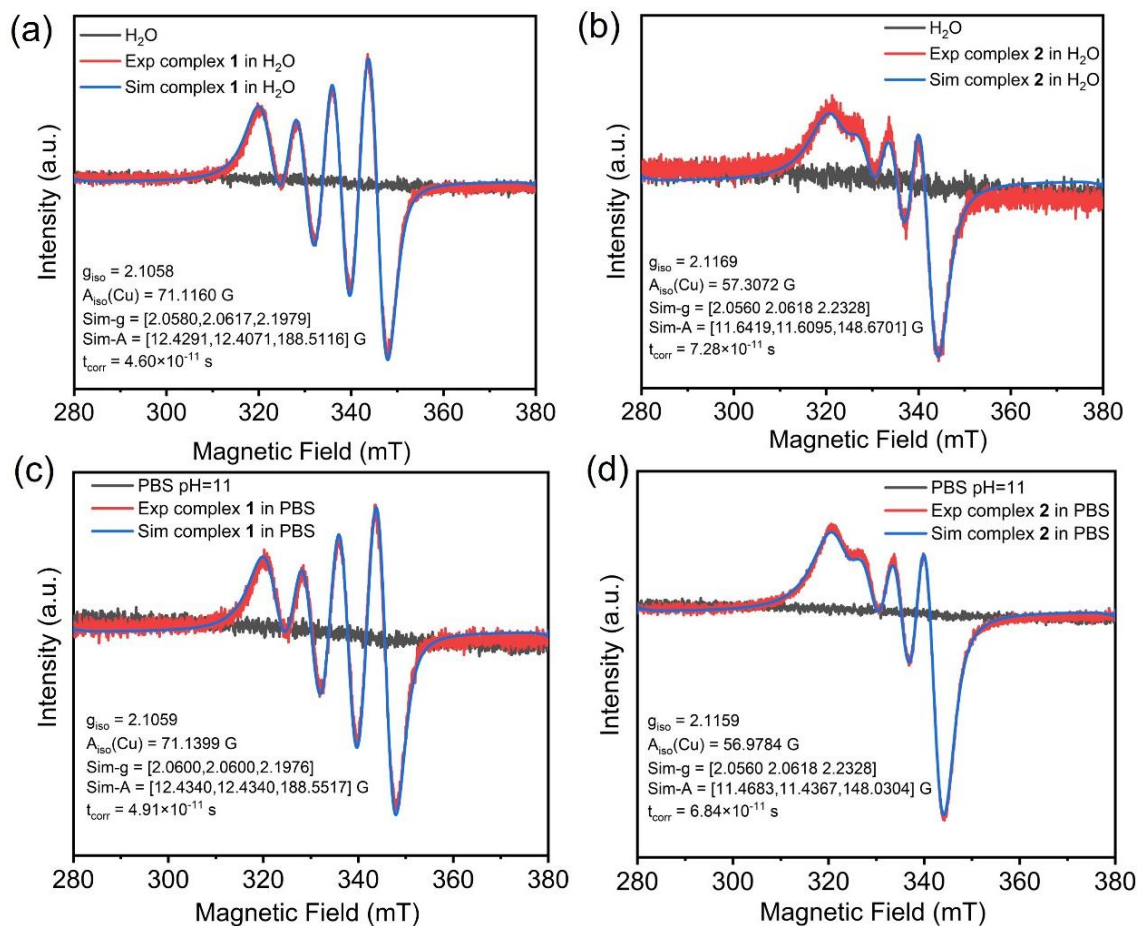 (a)
H₂O
Exp complex 1 in H₂O
Sim complex 1 in H₂O
Intensity (a.u.)
g_iso = 2.1058
A_iso(Cu) = 71.1160 G
Sim-g = [2.0580,2.0617,2.1979]
Sim-A = [12.4291,12.4071,188.5116] G
t_corr = 4.60×10⁻¹¹ s
280 300 320 340 360 380
Magnetic Field (mT)
(b)
H₂O
Exp complex 2 in H₂O
Sim complex 2 in H₂O
Intensity (a.u.)
g_iso = 2.1169
A_iso(Cu) = 57.3072 G
Sim-g = [2.0560 2.0618 2.2328]
Sim-A = [11.6419,11.6095,148.6701] G
t_corr = 7.28×10⁻¹¹ s
280 300 320 340 360 380
Magnetic Field (mT)
(c)
PBS pH=11
Exp complex 1 in PBS
Sim complex 1 in PBS
Intensity (a.u.)
g_iso = 2.1059
A_iso(Cu) = 71.1399 G
Sim-g = [2.0600,2.0600,2.1976]
Sim-A = [12.4340,12.4340,188.5517] G
t_corr = 4.91×10⁻¹¹ s
280 300 320 340 360 380
Magnetic Field (mT)
(d)
PBS pH=11
Exp complex 2 in PBS
Sim complex 2 in PBS
Intensity (a.u.)
g_iso = 2.1159
A_iso(Cu) = 56.9784 G
Sim-g = [2.0560 2.0618 2.2328]
Sim-A = [11.4683,11.4367,148.0304] G
t_corr = 6.84×10⁻¹¹ s
280 300 320 340 360 380
Magnetic Field (mT)